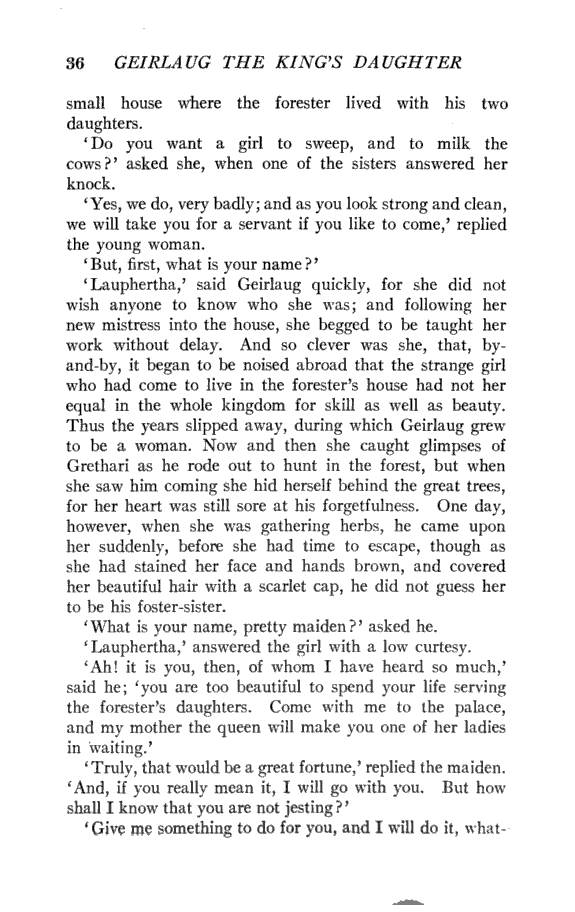 36 GEIRLAUG THE KING'S DAUGHTER
small house where the forester lived with his two
daughters.
'Do you want a girl to sweep, and to milk the
cows?' asked she, when one of the sisters answered her
knock.
'Yes, we do, very badly; and as you look strong and clean,
we will take you for a servant if you like to come,' replied
the young woman.
'But, first, what is your name?'
'Lauphertha,' said Geirlaug quickly, for she did not
wish anyone to know who she was; and following her
new mistress into the house, she begged to be taught her
work without delay. And so clever was she, that, by-
and-by, it began to be noised abroad that the strange girl
who had come to live in the forester's house had not her
equal in the whole kingdom for skill as well as beauty.
Thus the years slipped away, during which Geirlaug grew
to be a woman. Now and then she caught glimpses of
Grethari as he rode out to hunt in the forest, but when
she saw him coming she hid herself behind the great trees,
for her heart was still sore at his forgetfulness. One day,
however, when she was gathering herbs, he came upon
her suddenly, before she had time to escape, though as
she had stained her face and hands brown, and covered
her beautiful hair with a scarlet cap, he did not guess her
to be his foster-sister.
'What is your name, pretty maiden?' asked he.
'Lauphertha,' answered the girl with a low curtesy.
'Ah! it is you, then, of whom I have heard so much,'
said he; 'you are too beautiful to spend your life serving
the forester's daughters. Come with me to the palace,
and my mother the queen will make you one of her ladies
in waiting.'
'Truly, that would be a great fortune,' replied the maiden.
'And, if you really mean it, I will go with you. But how
shall I know that you are not jesting?'
'Give me something to do for you, and I will do it, what-